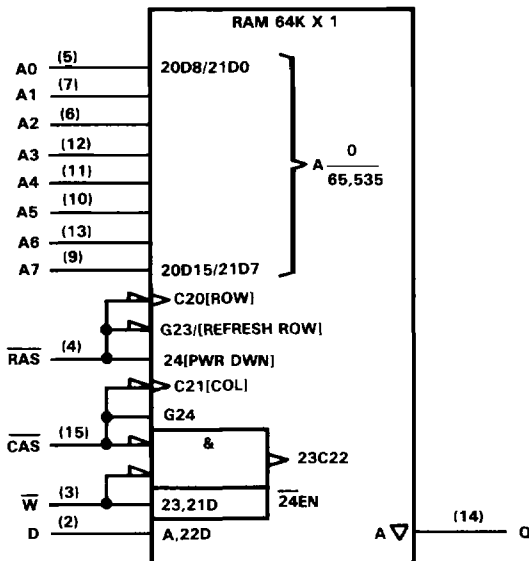 RAM 64K X 1
A0 (5) 20D8/21D0
A1 (7)
A2 (6)
A3 (12)
A4 (11)
A5 (10)
A6 (13)
A7 (9) 20D15/21D7
A 0
65,535
C20[ROW]
G23/[REFRESH ROW]
RAS (4) 24[PWR DWN]
C21[COL]
G24
CAS (15) &
23C22
W (3) 23,21D 24EN
D (2) A,22D
A (14) Q